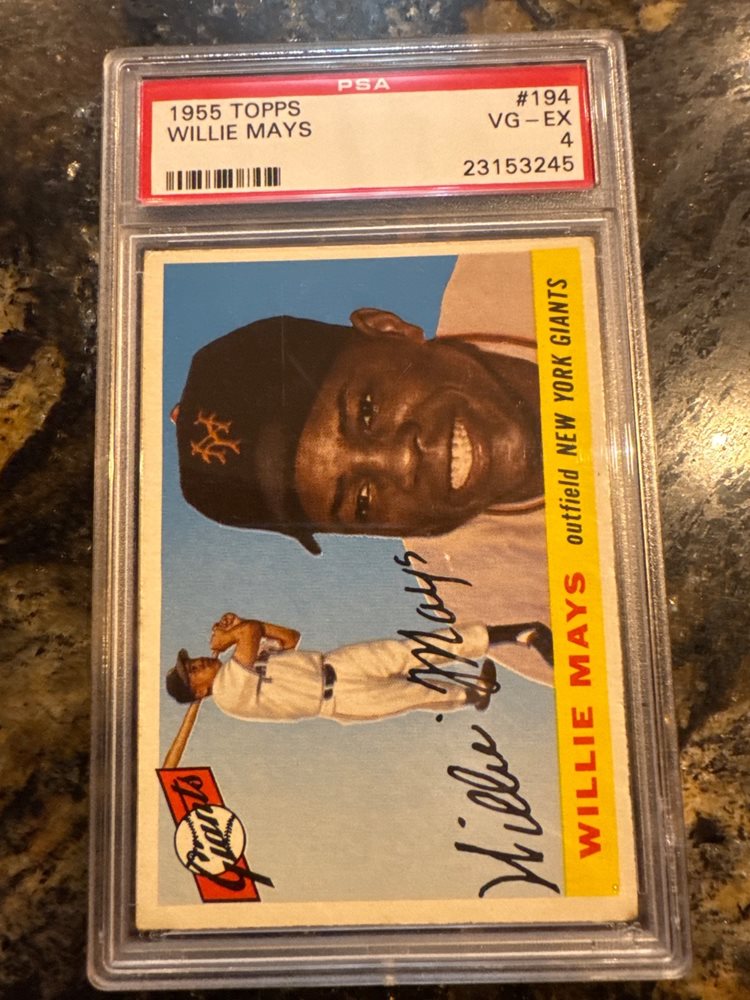 PSA
1955 TOPPS #194
WILLIE MAYS VG-EX
4
23153245
NY
Giants
Willie Mays
WILLIE MAYS outfield NEW YORK GIANTS